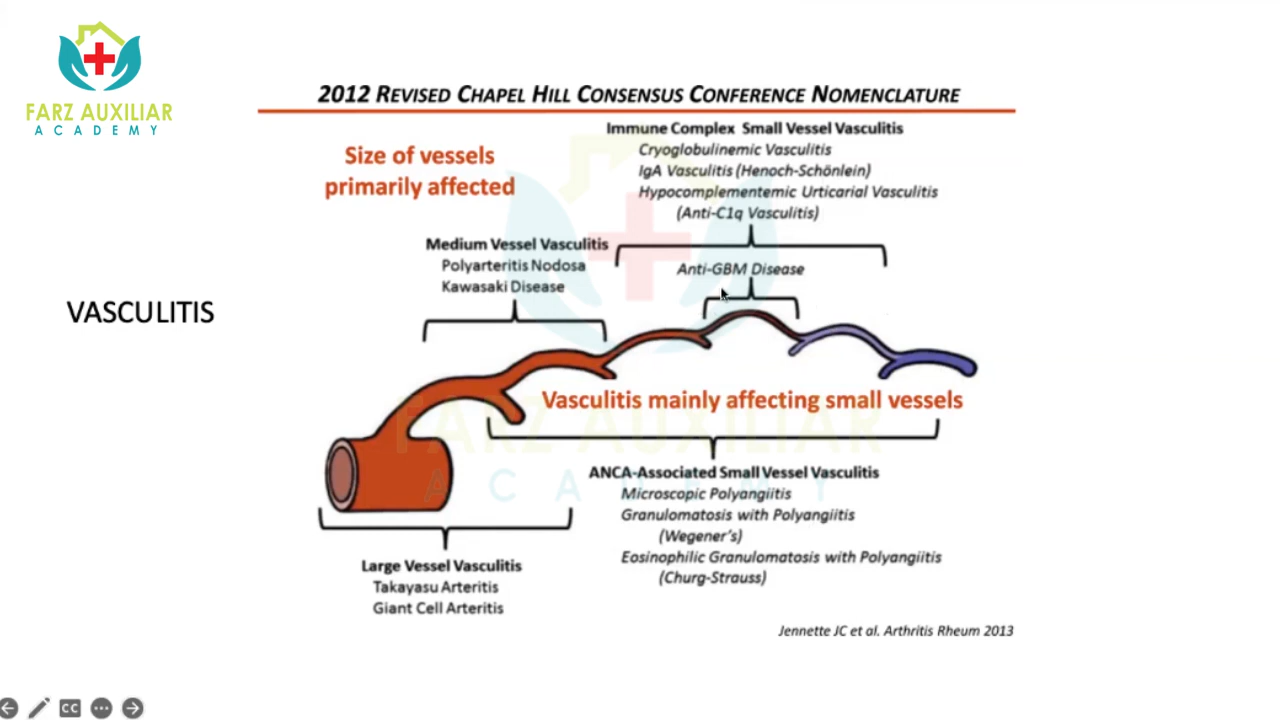 FARZ AUXILIAR
ACADEMY
2012 REVISED CHAPEL HILL CONSENSUS CONFERENCE NOMENCLATURE
Size of vessels
primarily affected
Immune Complex Small Vessel Vasculitis
Cryoglobulinemic Vasculitis
IgA Vasculitis (Henoch-Schönlein)
Hypocomplementemic Urticarial Vasculitis
(Anti-C1q Vasculitis)
Medium Vessel Vasculitis
Polyarteritis Nodosa
Kawasaki Disease
Anti-GBM Disease
VASCULITIS
Vasculitis mainly affecting small vessels
FARZ AUXILIAR
ACADEMY
ANCA-Associated Small Vessel Vasculitis
Microscopic Polyangiitis
Granulomatosis with Polyangiitis
(Wegener's)
Eosinophilic Granulomatosis with Polyangiitis
(Churg-Strauss)
Large Vessel Vasculitis
Takayasu Arteritis
Giant Cell Arteritis
Jennette JC et al. Arthritis Rheum 2013
CC